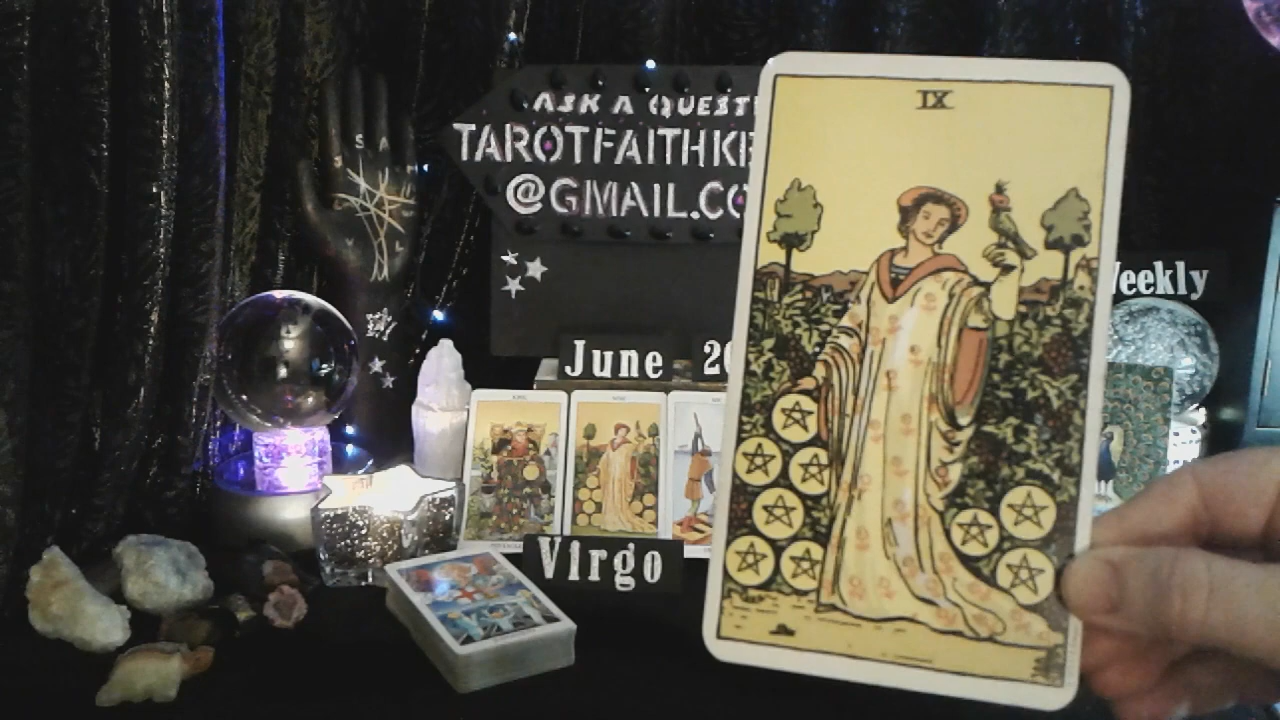 ASK A QUEST
TAROTFAITHKE
@GMAIL.CO
IX
Weekly
June 20
Virgo
S A